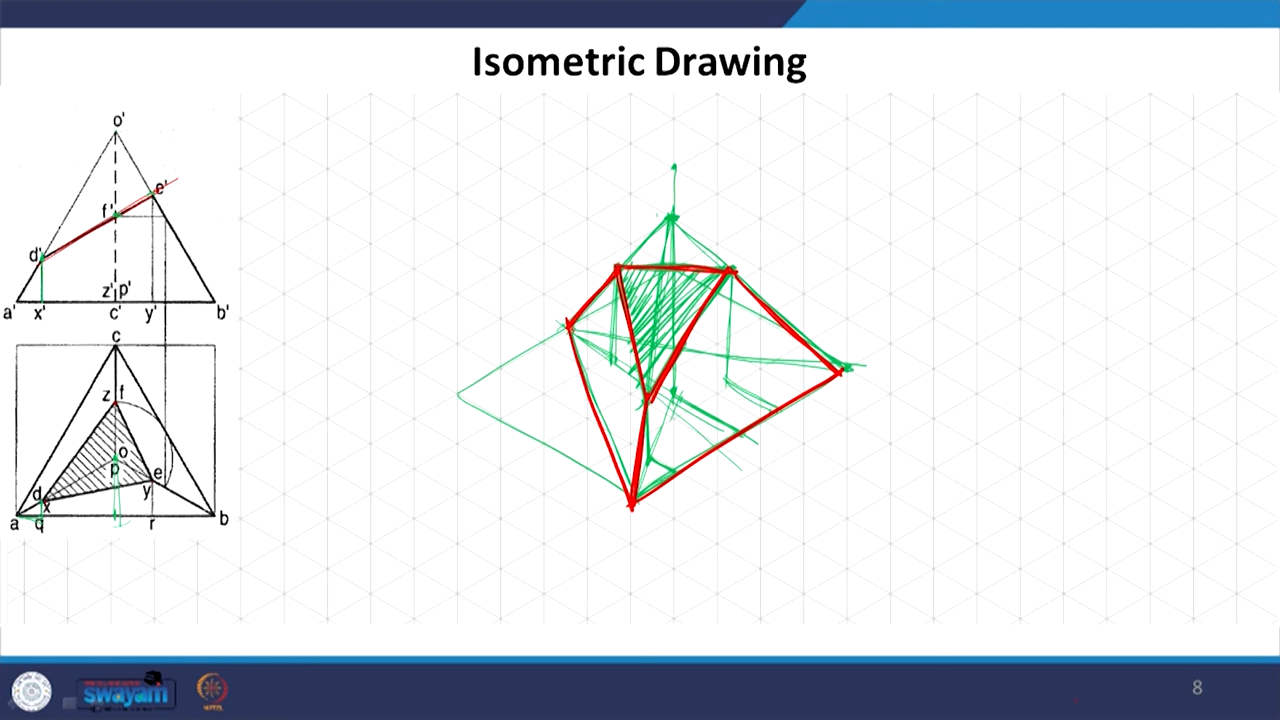 Isometric Drawing
o'
e'
f'
d'
z' p'
a' x' c' y' b'
c
z f
o
p
d e
x y
a q r b
swayam
8